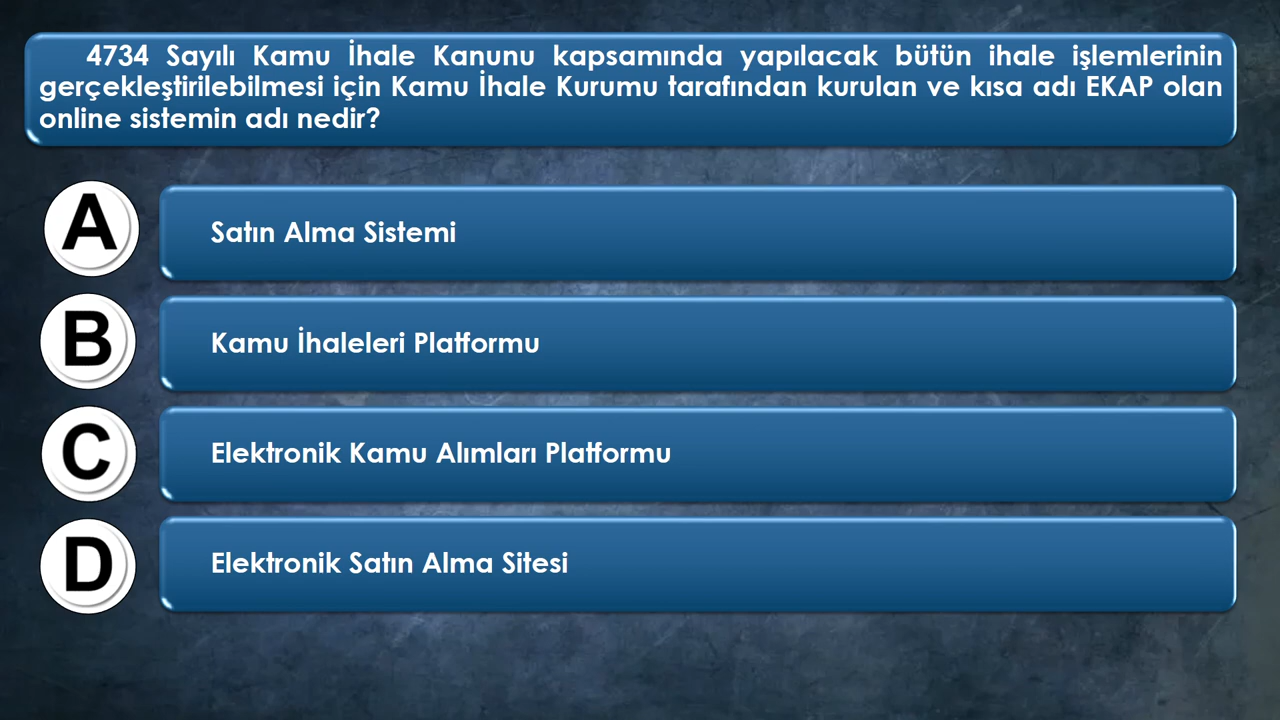 4734 Sayılı Kamu İhale Kanunu kapsamında yapılacak bütün ihale işlemlerinin
gerçekleştirilebilmesi için Kamu İhale Kurumu tarafından kurulan ve kısa adı EKAP olan
online sistemin adı nedir?
A Satın Alma Sistemi
B Kamu İhaleleri Platformu
C Elektronik Kamu Alımları Platformu
D Elektronik Satın Alma Sitesi